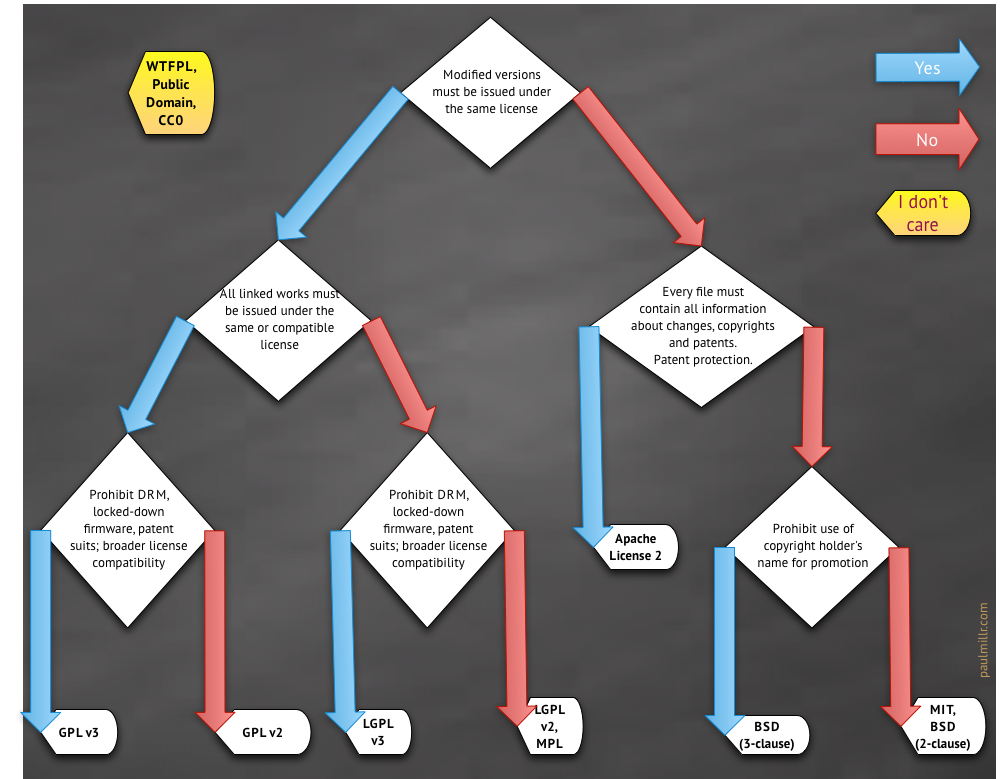 WTFPL,
Public
Domain,
CC0
Modified versions
must be issued under
the same license
Yes
No
I don't
care
All linked works must
be issued under the
same or compatible
license
Every file must
contain all information
about changes, copyrights
and patents.
Patent protection.
Prohibit DRM,
locked-down
firmware, patent
suits; broader license
compatibility
Prohibit DRM,
locked-down
firmware, patent
suits; broader license
compatibility
Apache
License 2
Prohibit use of
copyright holder's
name for promotion
GPL v3
GPL v2
LGPL
v3
LGPL
v2,
MPL
BSD
(3-clause)
MIT,
BSD
(2-clause)
paulmillr.com